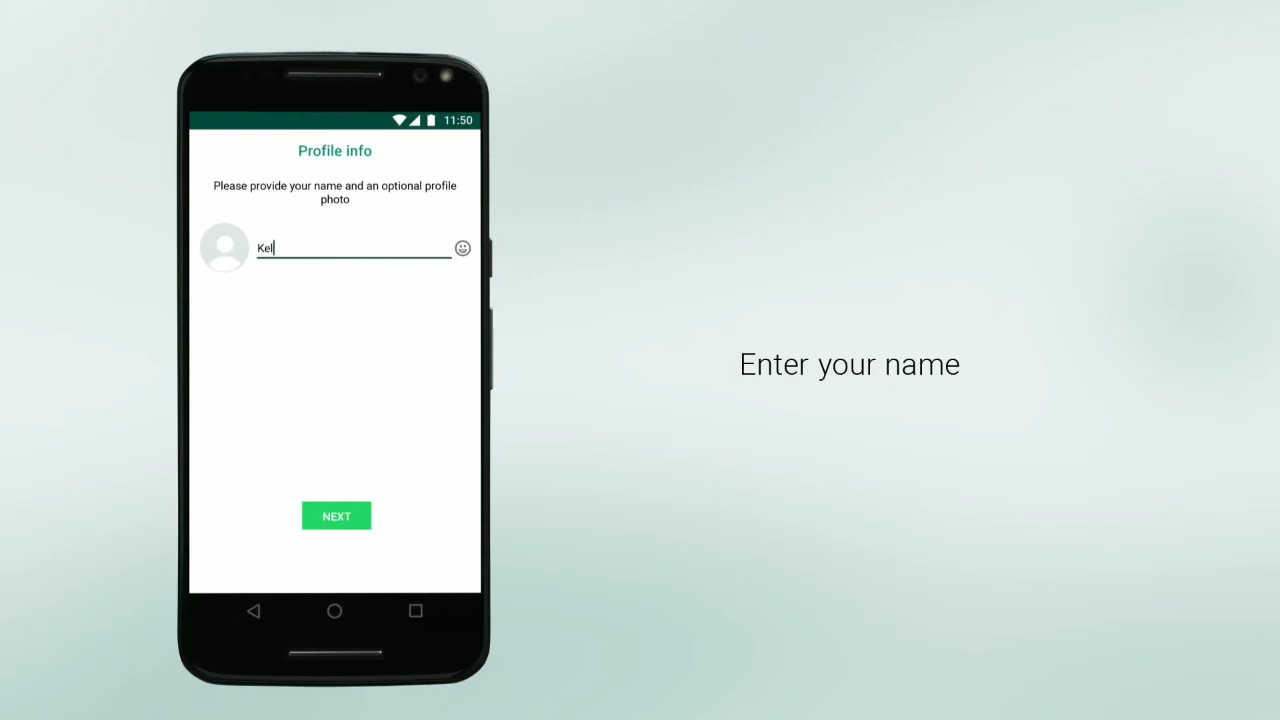 11:50
Profile info
Please provide your name and an optional profile
photo
Kel
NEXT
Enter your name